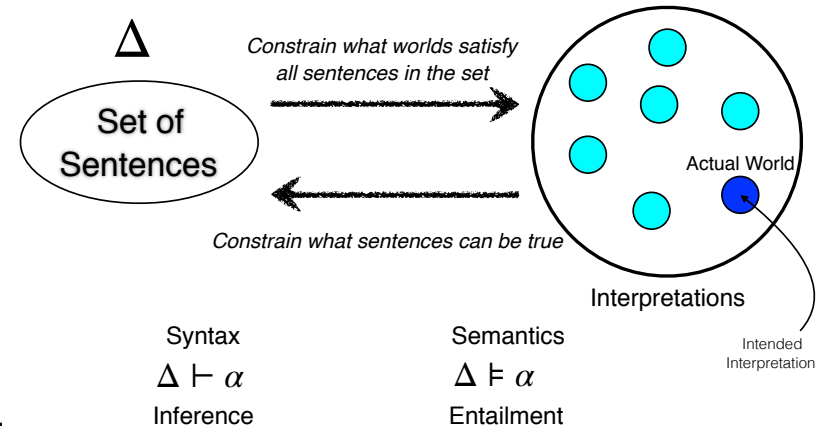 Δ
Constrain what worlds satisfy
all sentences in the set
Set of
Sentences
Actual World
Constrain what sentences can be true
Interpretations
Syntax
Semantics
Intended
Interpretation
Δ ⊢ α
Δ ⊧ α
Inference
Entailment